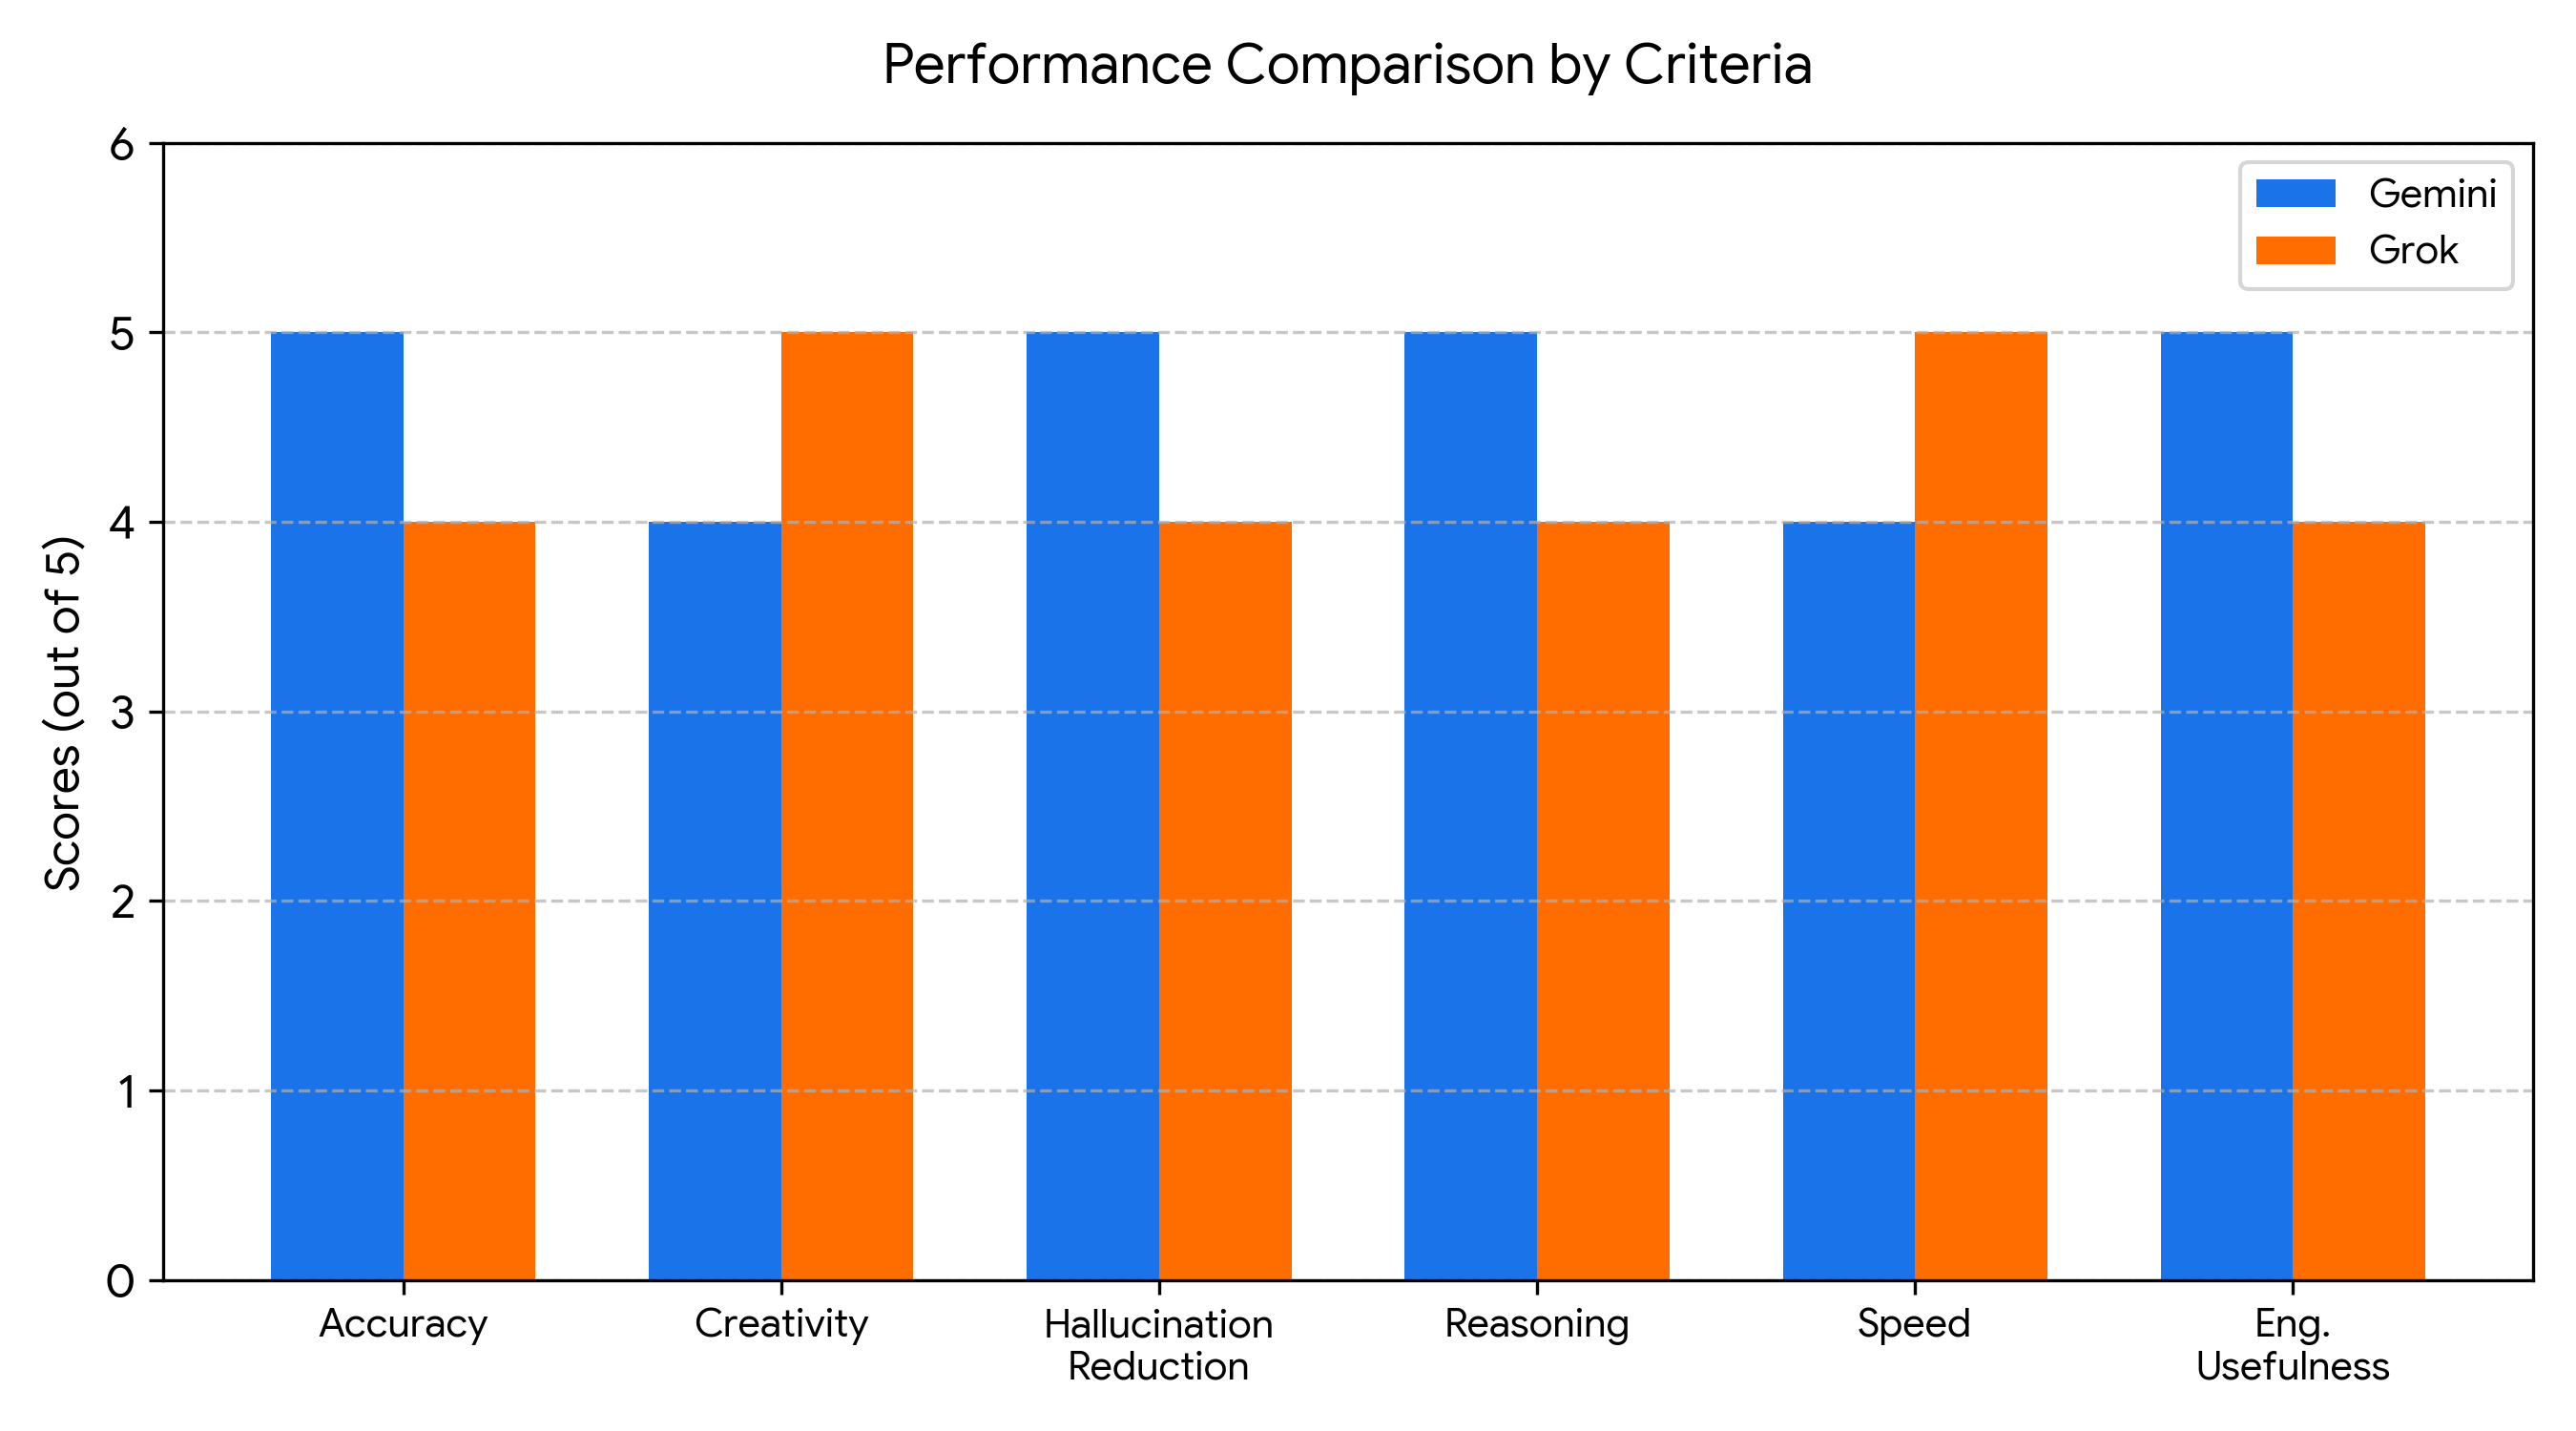 Performance Comparison by Criteria
6
5
4
3
2
1
0
Scores (out of 5)
Gemini
Grok
Accuracy
Creativity
Hallucination
Reduction
Reasoning
Speed
Eng.
Usefulness